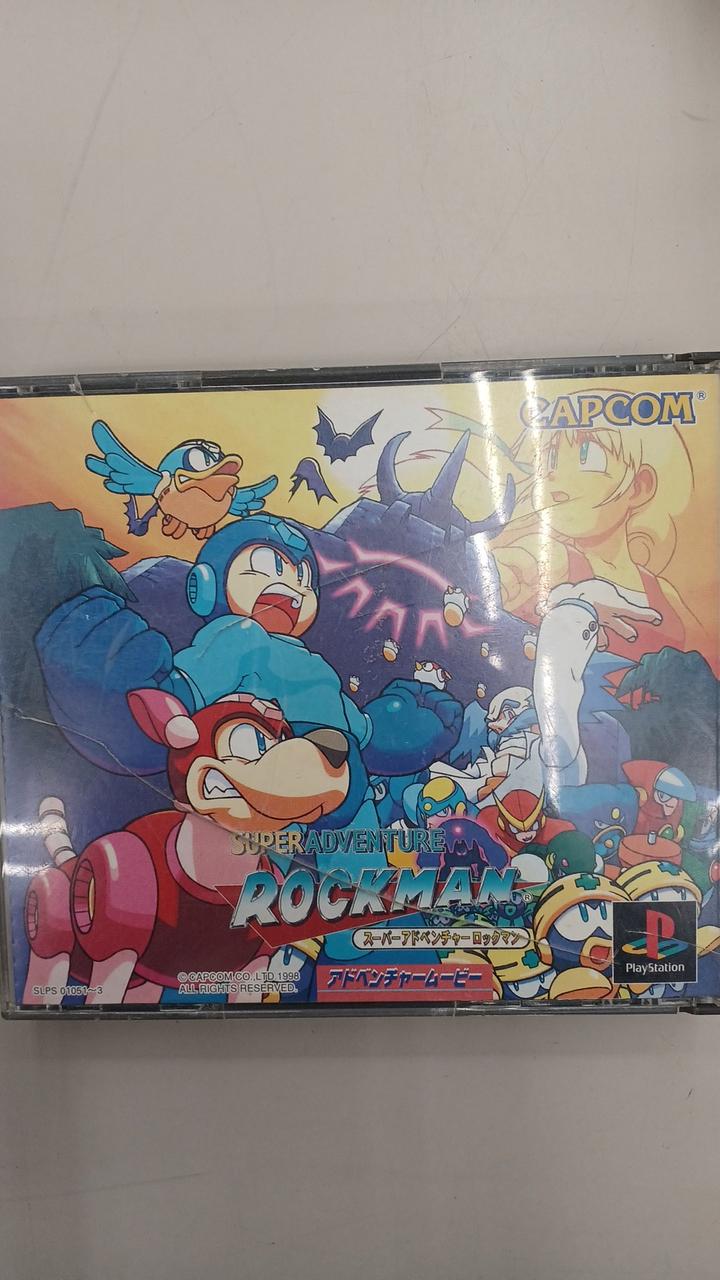 CAPCOM®
SUPER ADVENTURE
ROCKMAN®
スーパーアドベンチャー ロックマン
アドベンチャームービー
PlayStation
SLPS 01051~3
©CAPCOM CO., LTD. 1998
ALL RIGHTS RESERVED.